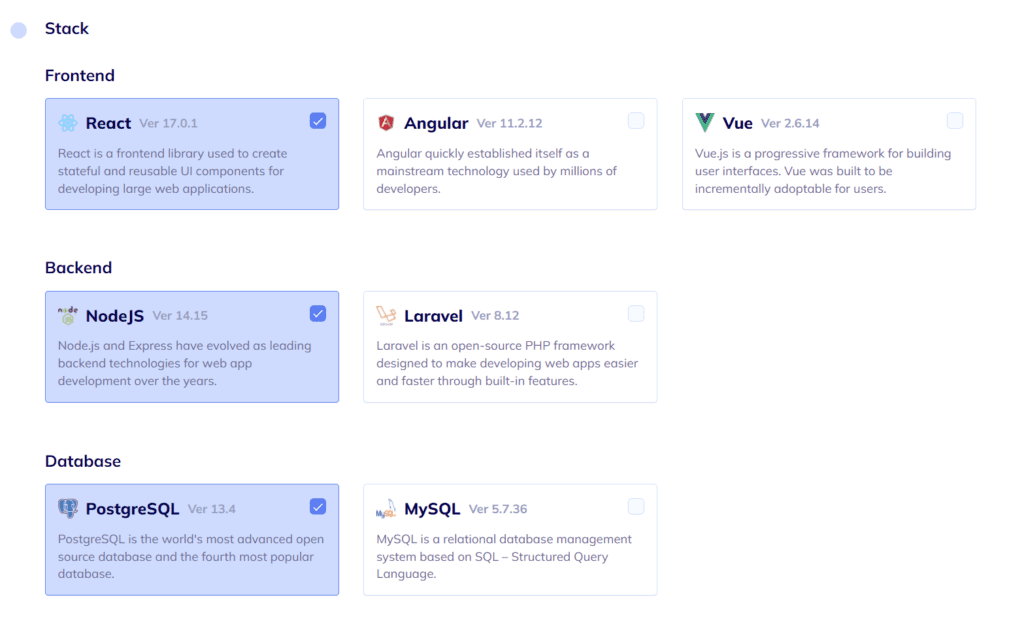 Stack
Frontend
React Ver 17.0.1
React is a frontend library used to create
stateful and reusable UI components for
developing large web applications.
Angular Ver 11.2.12
Angular quickly established itself as a
mainstream technology used by millions of
developers.
Vue Ver 2.6.14
Vue.js is a progressive framework for building
user interfaces. Vue was built to be
incrementally adoptable for users.
Backend
node
NodeJS Ver 14.15
Node.js and Express have evolved as leading
backend technologies for web app
development over the years.
Laravel Ver 8.12
Laravel is an open-source PHP framework
designed to make developing web apps easier
and faster through built-in features.
Database
PostgreSQL Ver 13.4
PostgreSQL is the world's most advanced open
source database and the fourth most popular
database.
MySQL
MySQL Ver 5.7.36
MySQL is a relational database management
system based on SQL – Structured Query
Language.